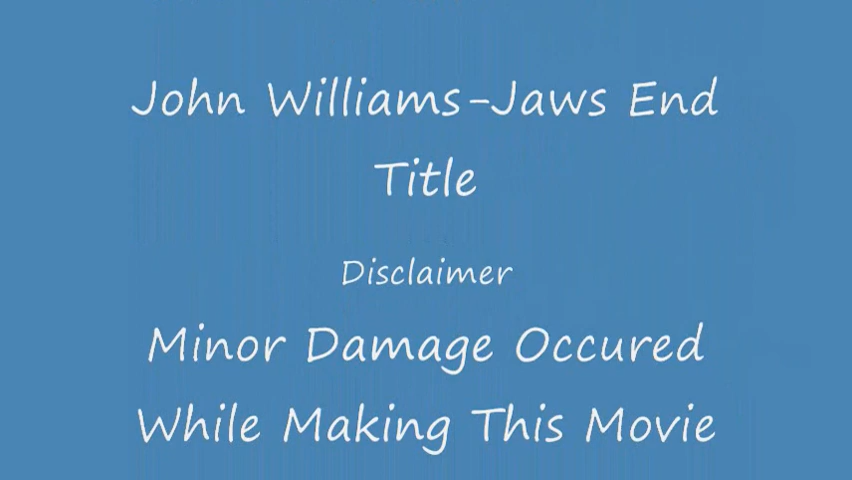 John Williams-Jaws End
Title
Disclaimer
Minor Damage Occured
While Making This Movie